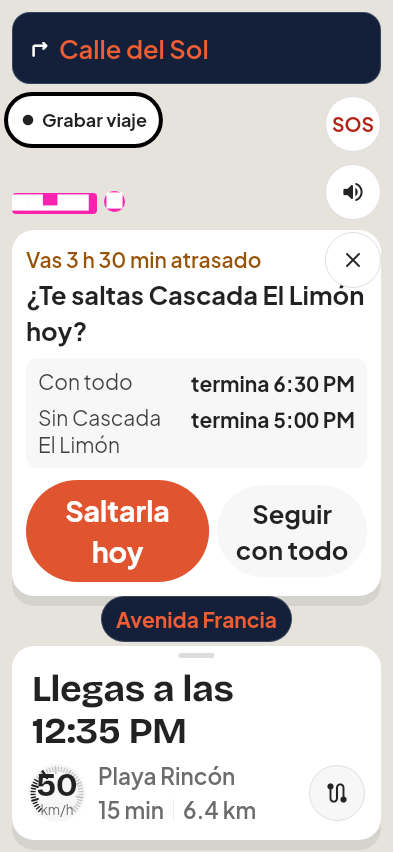 Calle del Sol
Grabar viaje
SOS
Vas 3 h 30 min atrasado
¿Te saltas Cascada El Limón
hoy?
Con todo termina 6:30 PM
Sin Cascada termina 5:00 PM
El Limón
Saltarla
hoy
Seguir
con todo
Avenida Francia
Llegas a las
12:35 PM
50
km/h
Playa Rincón
15 min 6.4 km